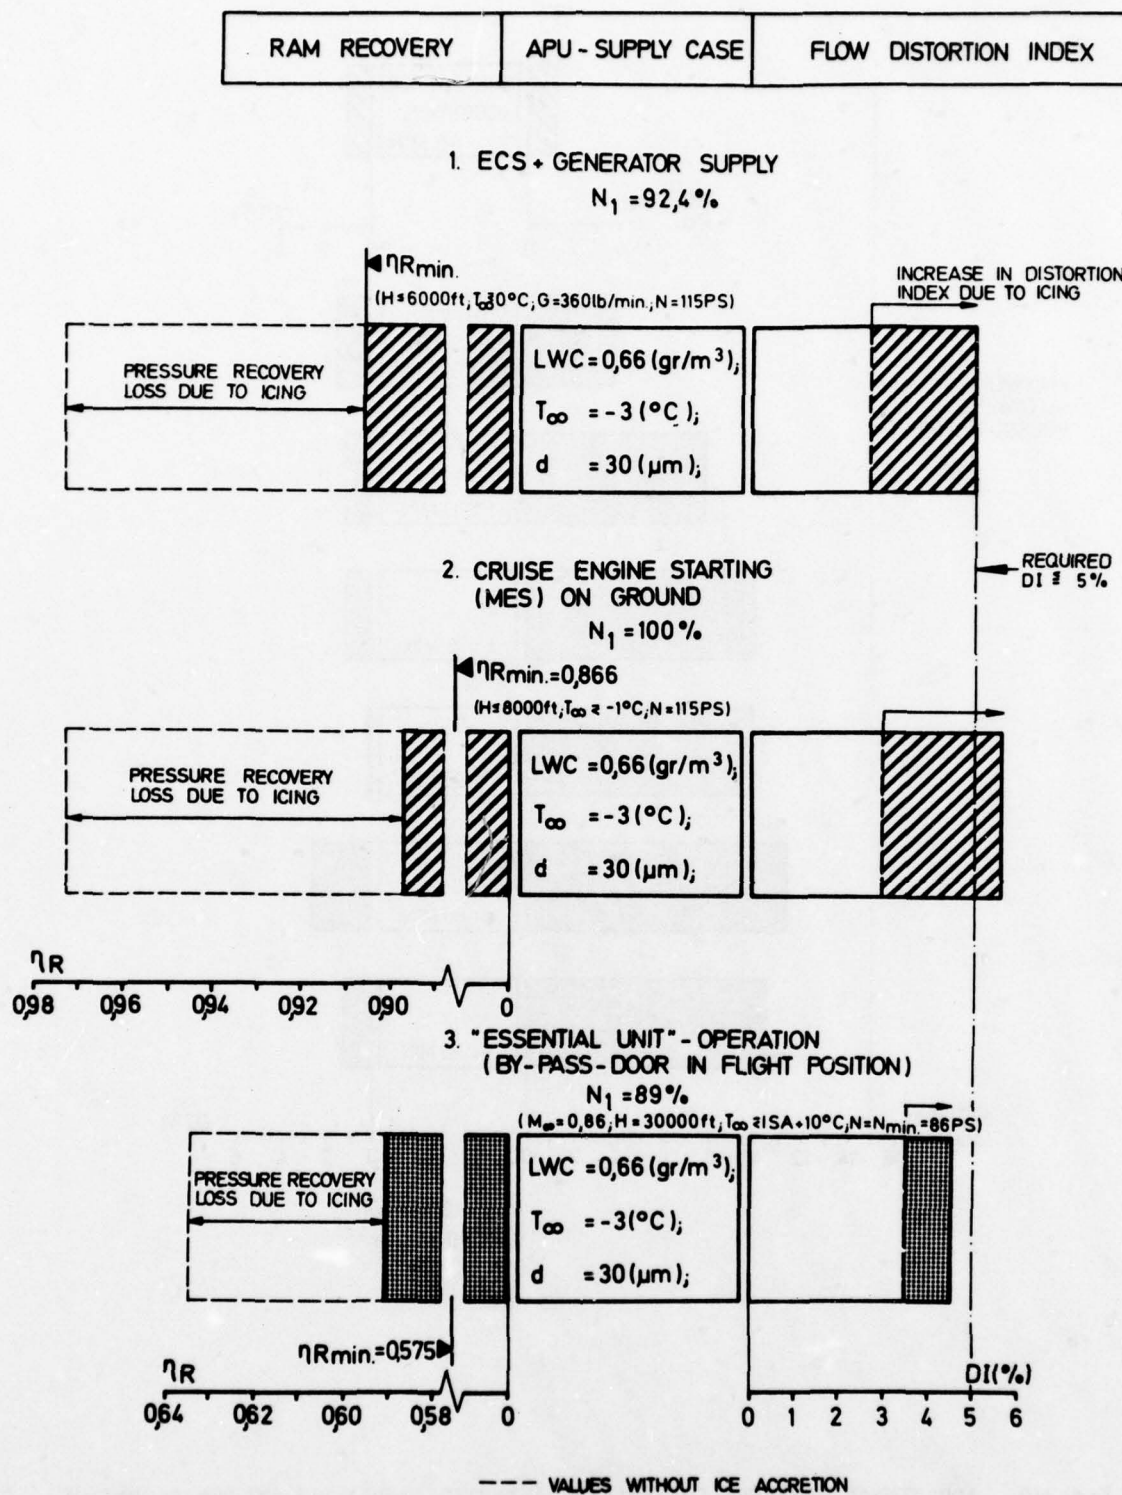 RAM RECOVERY
APU - SUPPLY CASE
FLOW DISTORTION INDEX
1. ECS + GENERATOR SUPPLY
N1 = 92,4 %
ηRmin.
(H≦6000ft; T∞≧0°C; G=360lb/min.; N=115PS)
INCREASE IN DISTORTION
INDEX DUE TO ICING
PRESSURE RECOVERY
LOSS DUE TO ICING
LWC = 0,66 (gr/m³);
T∞ = -3 (°C);
d = 30 (μm);
REQUIRED
DI ≦ 5%
2. CRUISE ENGINE STARTING
(MES) ON GROUND
N1 = 100 %
ηRmin.=0,866
(H≦8000ft; T∞ ≧ -1°C; N=115PS)
PRESSURE RECOVERY
LOSS DUE TO ICING
LWC = 0,66 (gr/m³);
T∞ = -3 (°C);
d = 30 (μm);
ηR
0,98 0,96 0,94 0,92 0,90 0
3. "ESSENTIAL UNIT" - OPERATION
(BY-PASS-DOOR IN FLIGHT POSITION)
N1 = 89 %
(M∞=0,86; H=30000ft; T∞ ≧ISA+10°C; N=Nmin.=86PS)
PRESSURE RECOVERY
LOSS DUE TO ICING
LWC = 0,66 (gr/m³);
T∞ = -3 (°C);
d = 30 (μm);
ηRmin.=0,575
ηR
DI(%)
0,64 0,62 0,60 0,58 0
0 1 2 3 4 5 6
--- VALUES WITHOUT ICE ACCRETION